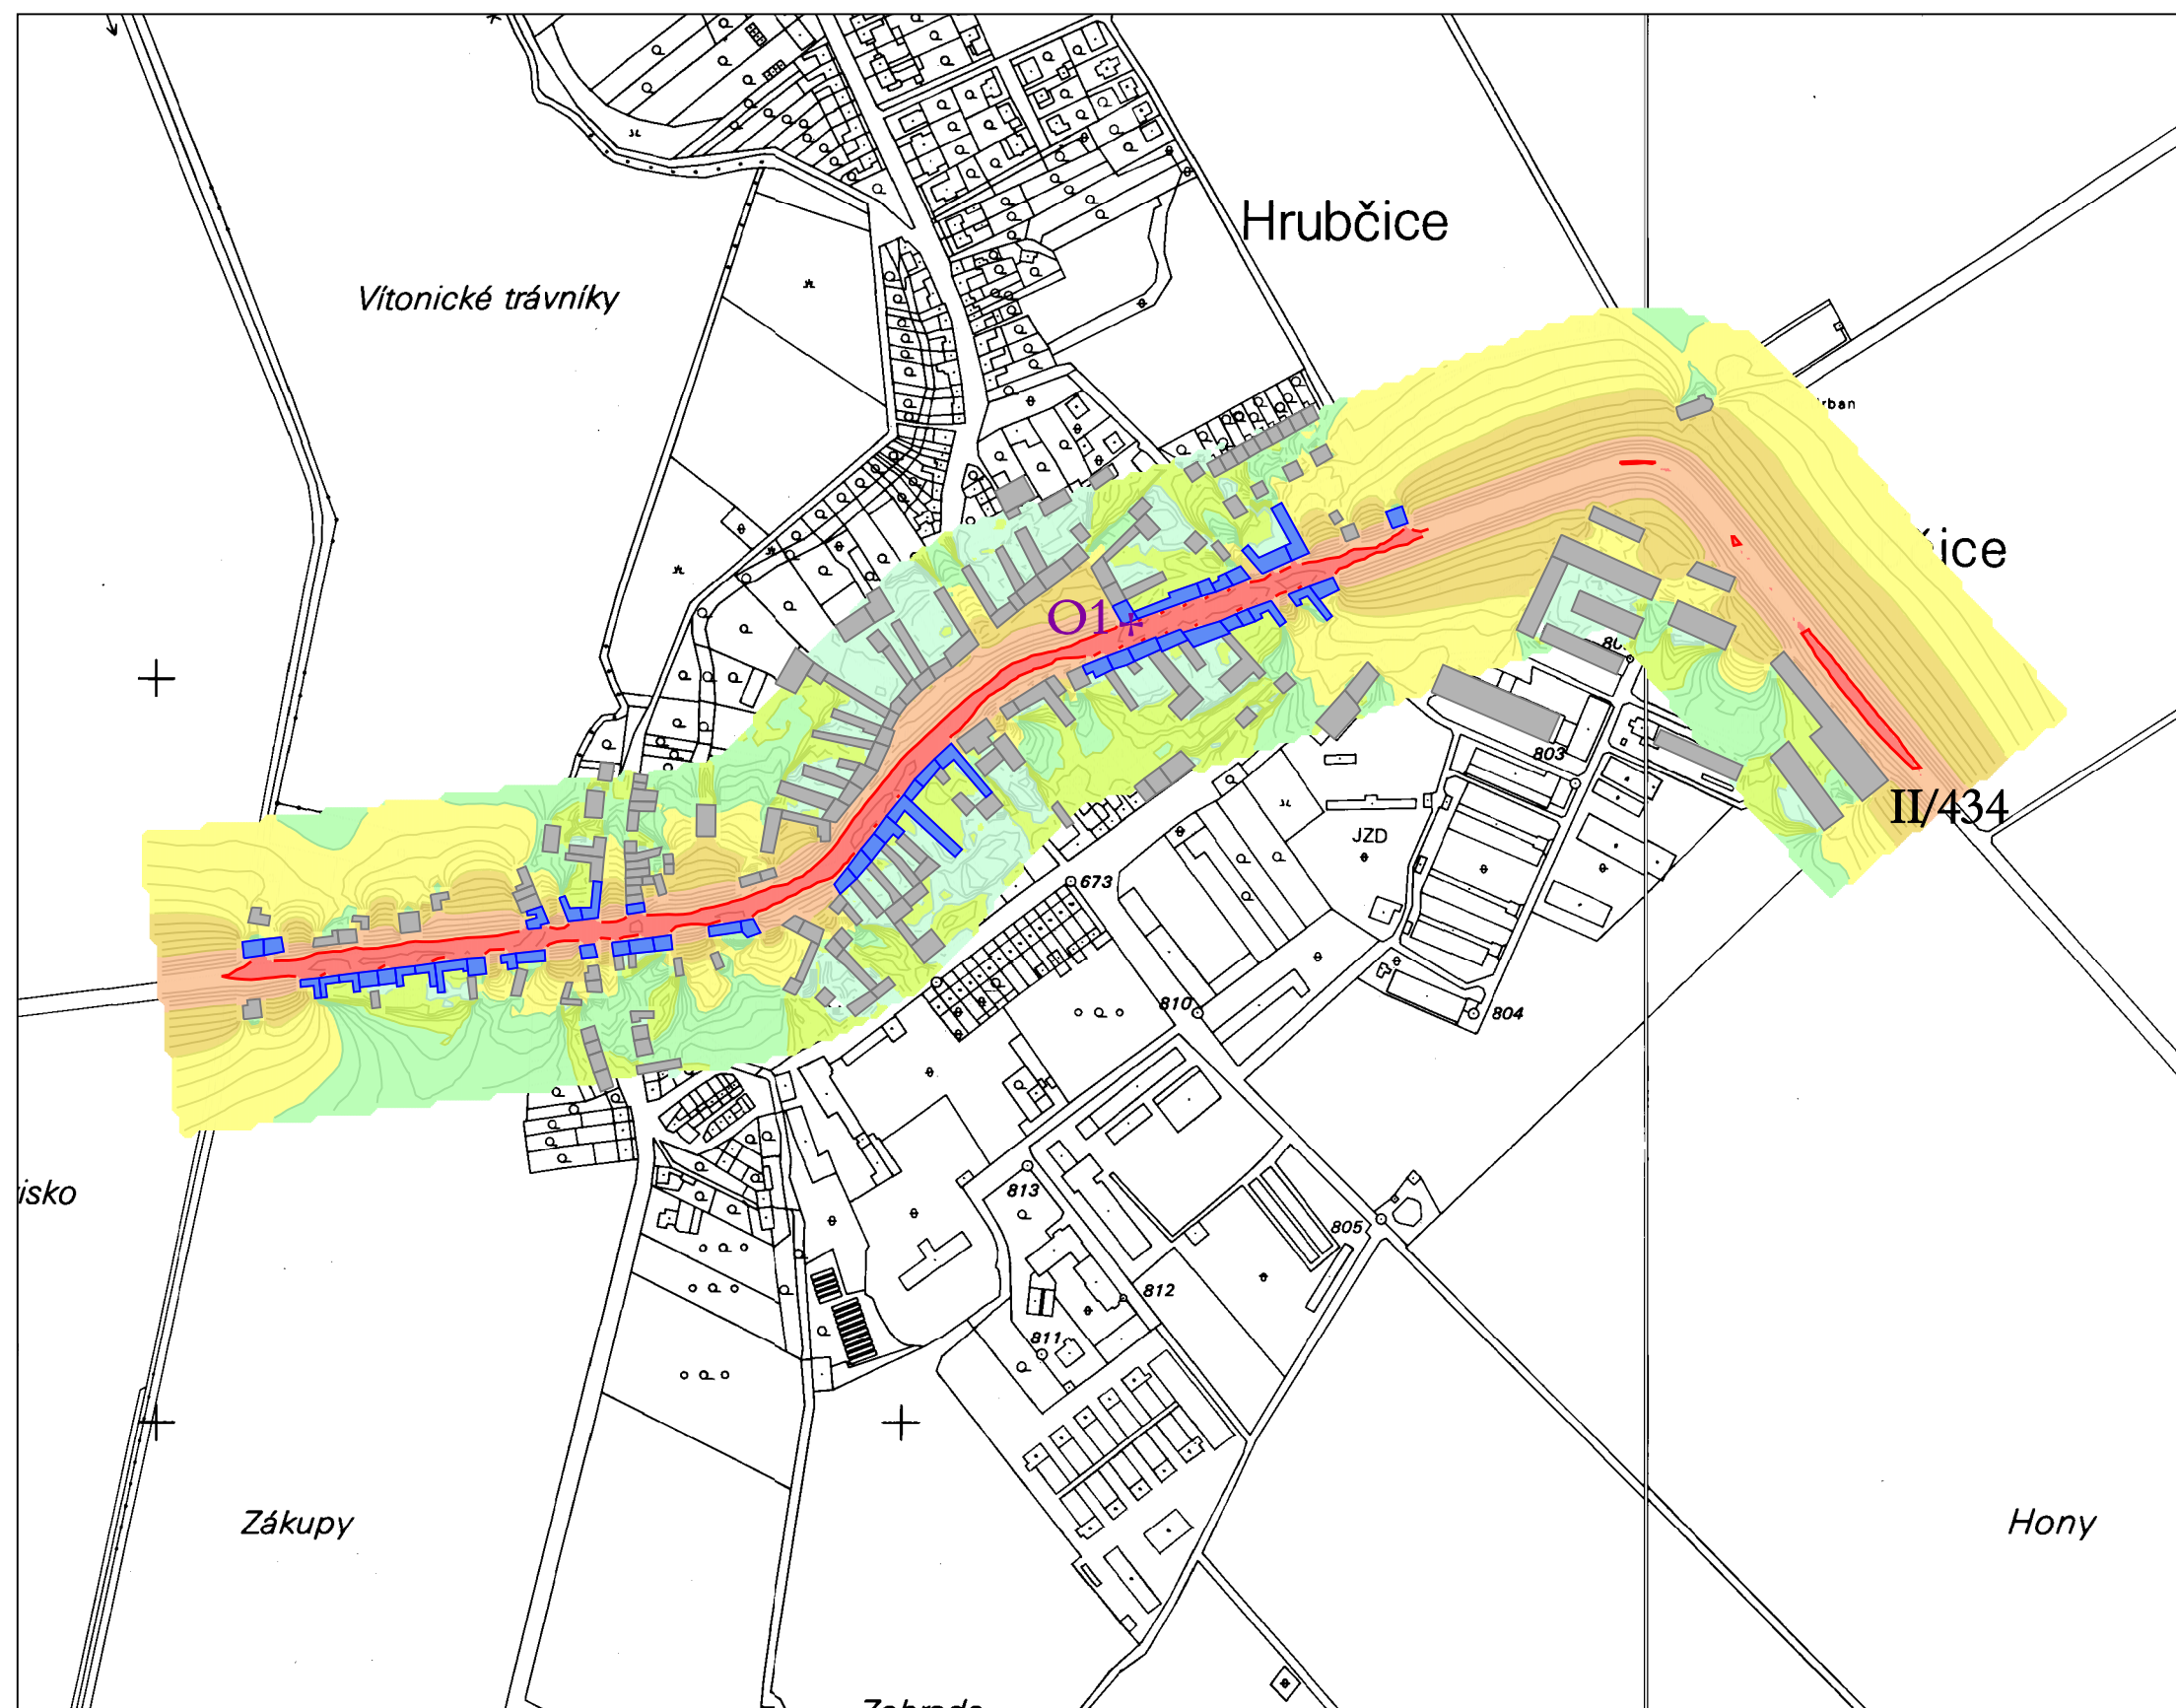 Hrubčice
Vítonické trávníky
rban
ice
O1
803
II/434
JZD
673
810
804
isko
813
805
812
811
Zákupy
Hony